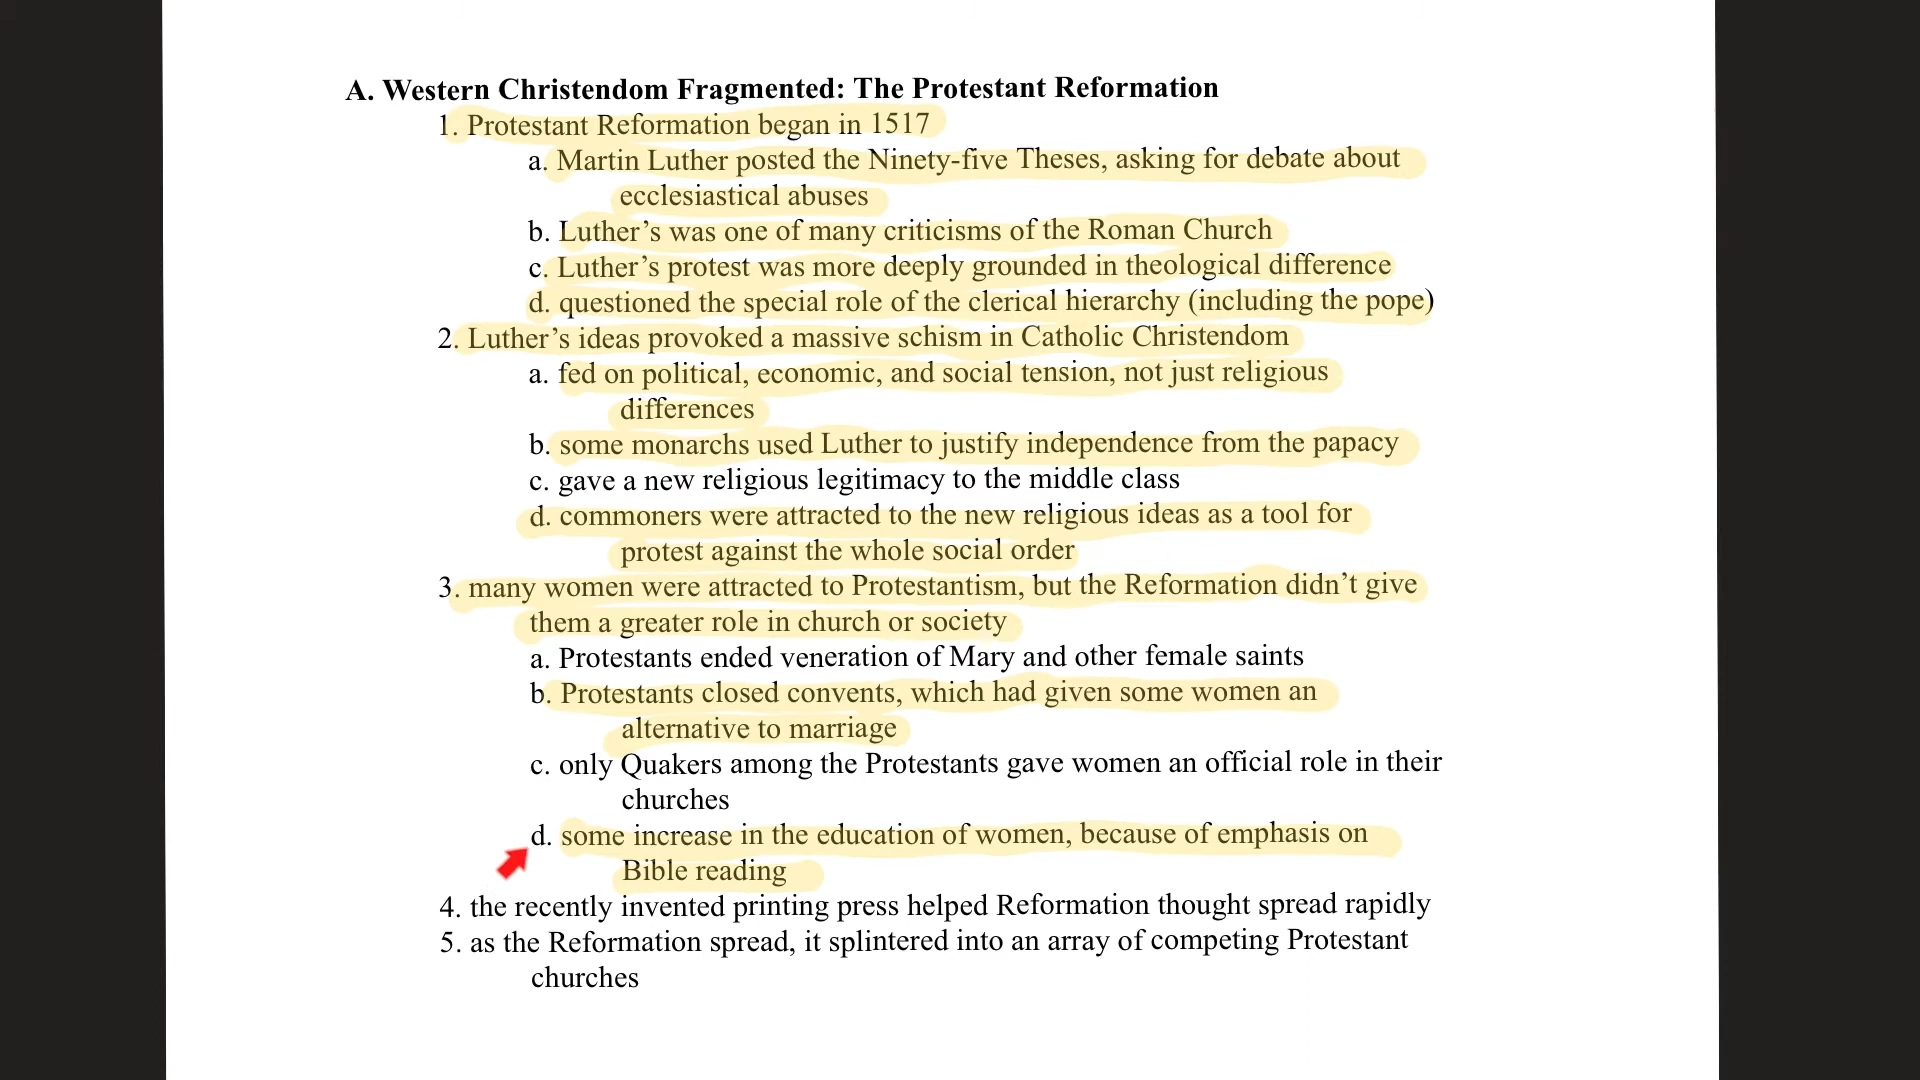 A. Western Christendom Fragmented: The Protestant Reformation
1. Protestant Reformation began in 1517
a. Martin Luther posted the Ninety-five Theses, asking for debate about
ecclesiastical abuses
b. Luther’s was one of many criticisms of the Roman Church
c. Luther’s protest was more deeply grounded in theological difference
d. questioned the special role of the clerical hierarchy (including the pope)
2. Luther’s ideas provoked a massive schism in Catholic Christendom
a. fed on political, economic, and social tension, not just religious
differences
b. some monarchs used Luther to justify independence from the papacy
c. gave a new religious legitimacy to the middle class
d. commoners were attracted to the new religious ideas as a tool for
protest against the whole social order
3. many women were attracted to Protestantism, but the Reformation didn’t give
them a greater role in church or society
a. Protestants ended veneration of Mary and other female saints
b. Protestants closed convents, which had given some women an
alternative to marriage
c. only Quakers among the Protestants gave women an official role in their
churches
d. some increase in the education of women, because of emphasis on
Bible reading
4. the recently invented printing press helped Reformation thought spread rapidly
5. as the Reformation spread, it splintered into an array of competing Protestant
churches